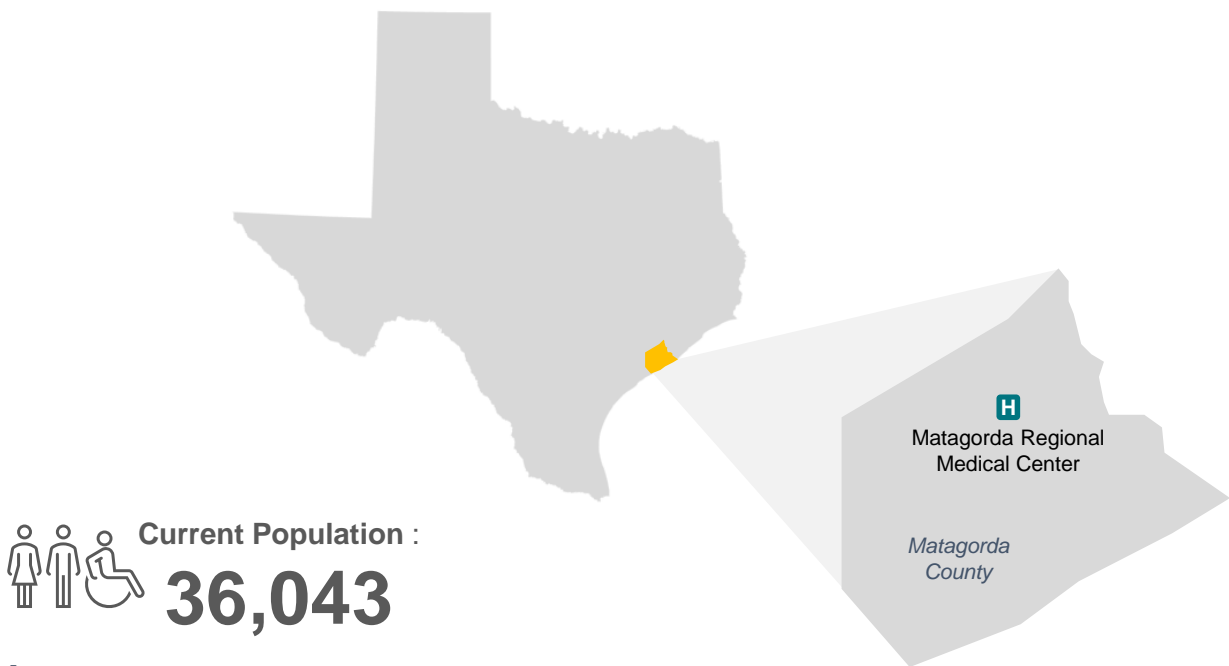 H
Matagorda Regional
Medical Center
Matagorda
County
Current Population :
36,043